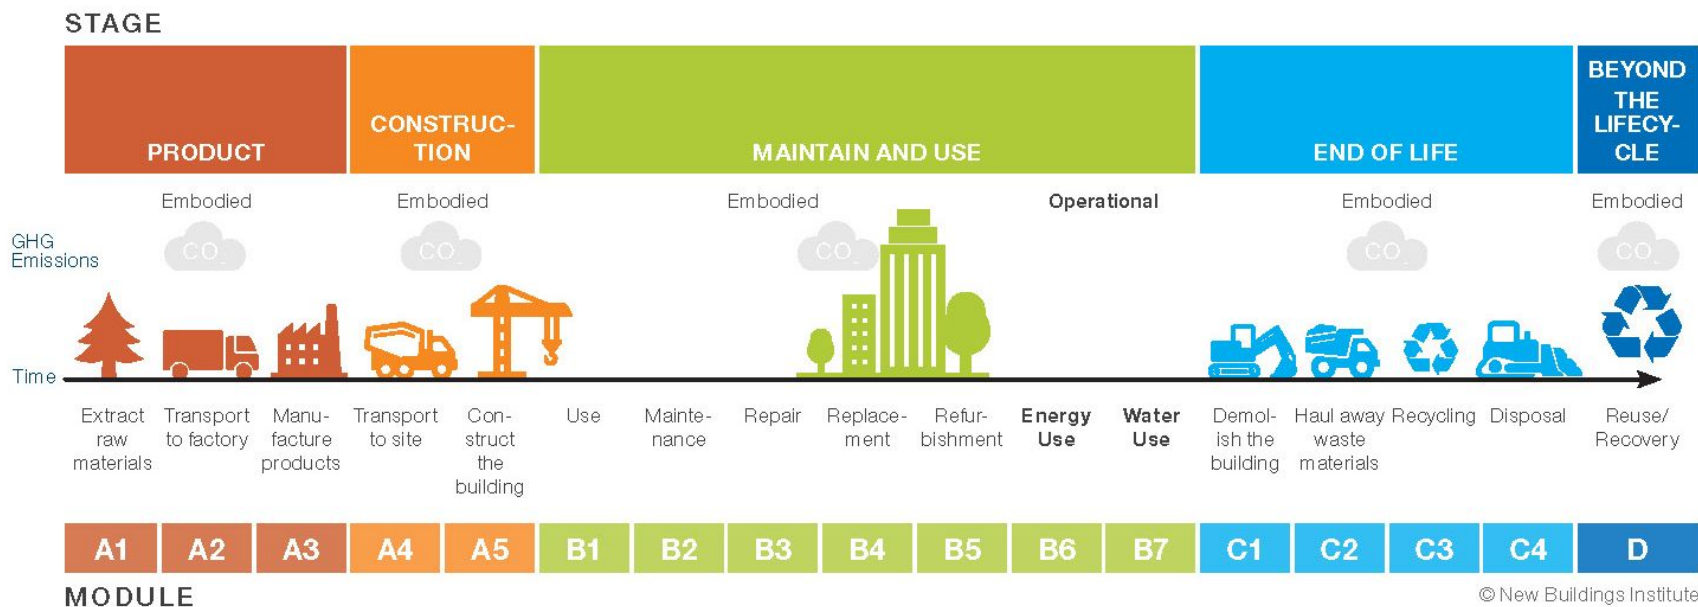 STAGE
PRODUCT
CONSTRUC-
TION
MAINTAIN AND USE
END OF LIFE
BEYOND
THE
LIFECY-
CLE
Embodied
Embodied
Embodied
Operational
Embodied
Embodied
GHG
Emissions
CO
CO
CO
CO
CO
Time
Extract
raw
materials
Transport
to factory
Manu-
facture
products
Transport
to site
Con-
struct
the
building
Use
Mainte-
nance
Repair
Replace-
ment
Refur-
bishment
Energy
Use
Water
Use
Demol-
ish the
building
Haul away
waste
materials
Recycling
Disposal
Reuse/
Recovery
A1
A2
A3
A4
A5
B1
B2
B3
B4
B5
B6
B7
C1
C2
C3
C4
D
MODULE
© New Buildings Institute